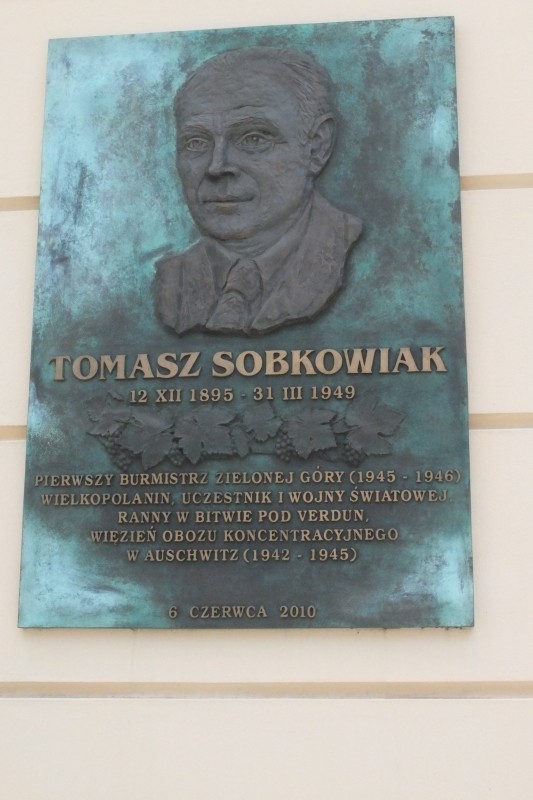 TOMASZ SOBKOWIAK
12 XII 1895 - 31 III 1949
PIERWSZY BURMISTRZ ZIELONEJ GÓRY (1945 - 1946)
WIELKOPOLANIN, UCZESTNIK I WOJNY ŚWIATOWEJ
RANNY W BITWIE POD VERDUN,
WIĘZIEŃ OBOZU KONCENTRACYJNEGO
W AUSCHWITZ (1942 - 1945)
6 CZERWCA 2010